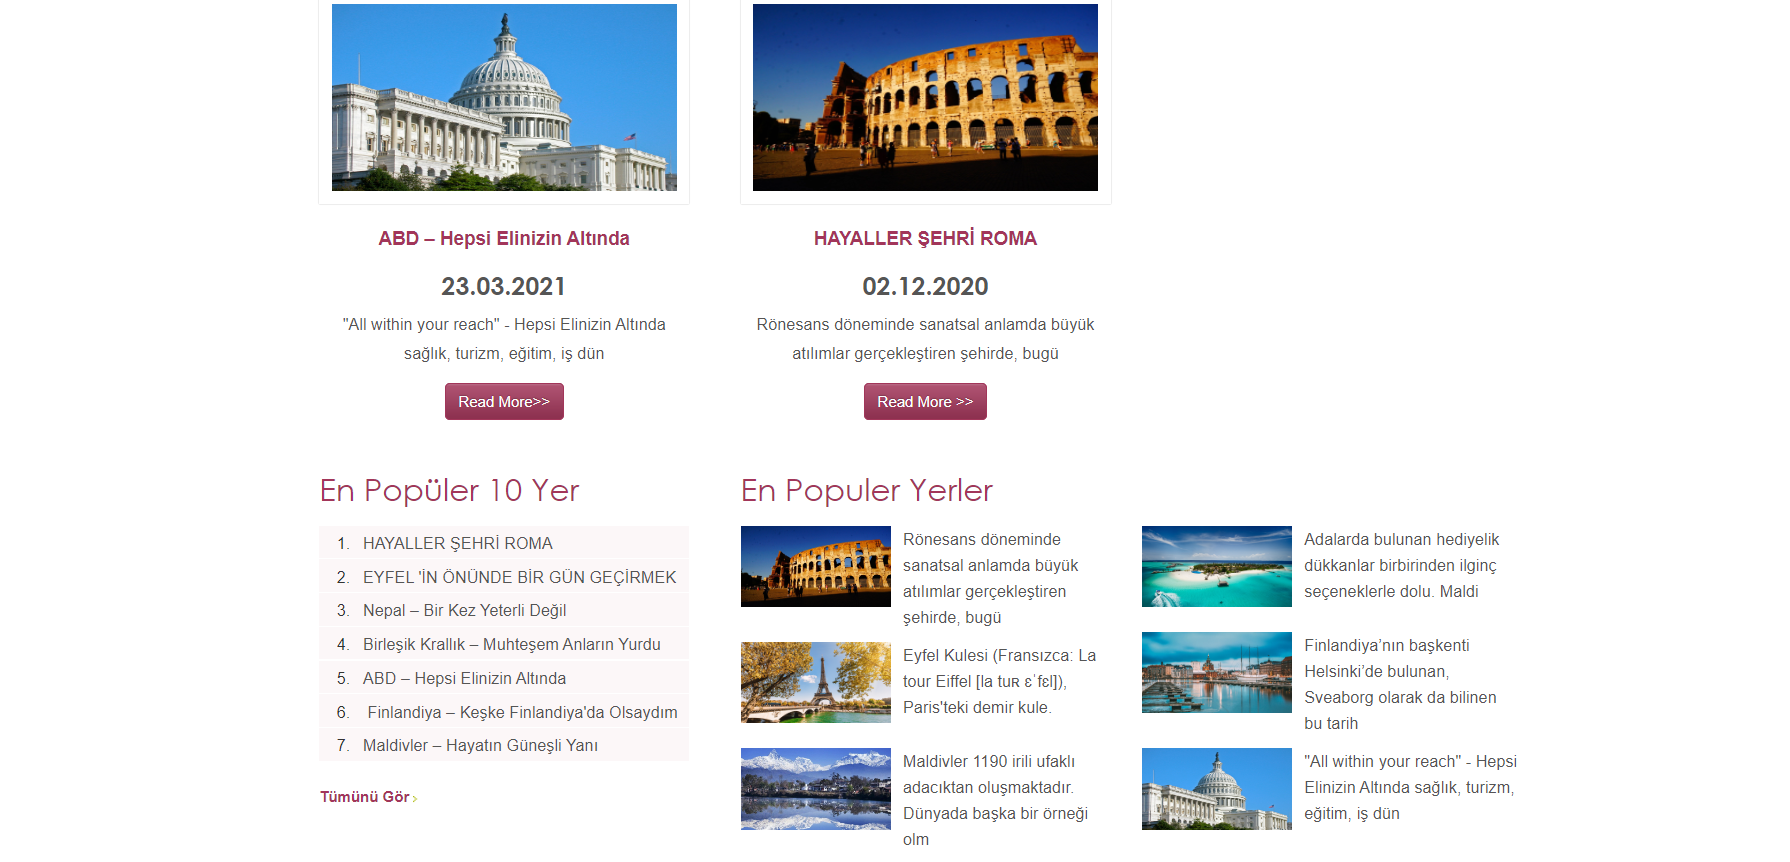 ABD – Hepsi Elinizin Altında
23.03.2021
"All within your reach" - Hepsi Elinizin Altında
sağlık, turizm, eğitim, iş dün
Read More>>
HAYALLER ŞEHRİ ROMA
02.12.2020
Rönesans döneminde sanatsal anlamda büyük
atılımlar gerçekleştiren şehirde, bugü
Read More >>
En Popüler 10 Yer
1. HAYALLER ŞEHRİ ROMA
2. EYFEL 'İN ÖNÜNDE BİR GÜN GEÇİRMEK
3. Nepal – Bir Kez Yeterli Değil
4. Birleşik Krallık – Muhteşem Anların Yurdu
5. ABD – Hepsi Elinizin Altında
6. Finlandiya – Keşke Finlandiya'da Olsaydım
7. Maldivler – Hayatın Güneşli Yanı
Tümünü Gör ›
En Populer Yerler
Rönesans döneminde
sanatsal anlamda büyük
atılımlar gerçekleştiren
şehirde, bugü
Eyfel Kulesi (Fransızca: La
tour Eiffel [la tuʀ ɛˈfɛl]),
Paris'teki demir kule.
Maldivler 1190 irili ufaklı
adacıktan oluşmaktadır.
Dünyada başka bir örneği
olm
Adalarda bulunan hediyelik
dükkanlar birbirinden ilginç
seçeneklerle dolu. Maldi
Finlandiya’nın başkenti
Helsinki’de bulunan,
Sveaborg olarak da bilinen
bu tarih
"All within your reach" - Hepsi
Elinizin Altında sağlık, turizm,
eğitim, iş dün